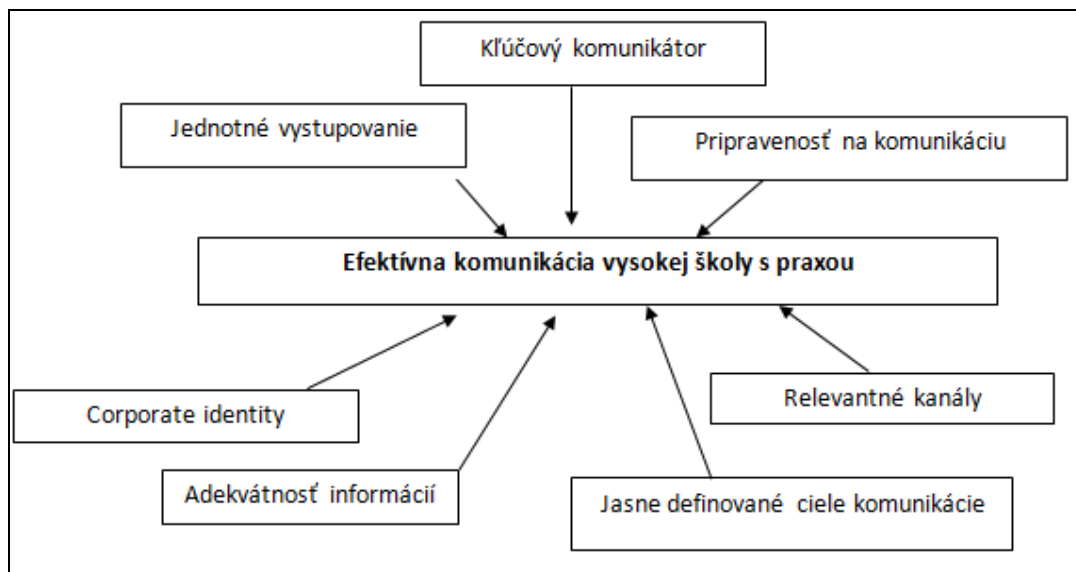 Kľúčový komunikátor
Jednotné vystupovanie
Pripravenosť na komunikáciu
Efektívna komunikácia vysokej školy s praxou
Corporate identity
Relevantné kanály
Adekvátnosť informácií
Jasne definované ciele komunikácie